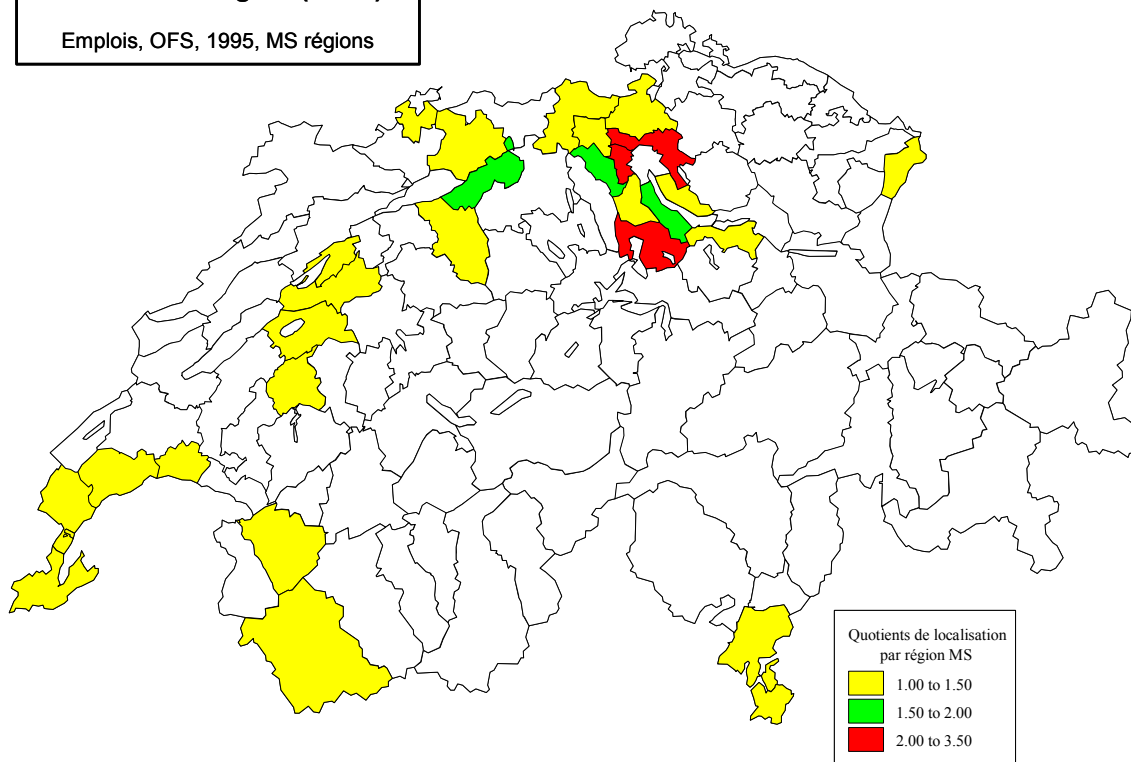 Emplois, OFS, 1995, MS régions
Quotients de localisation
par région MS
1.00 to 1.50
1.50 to 2.00
2.00 to 3.50